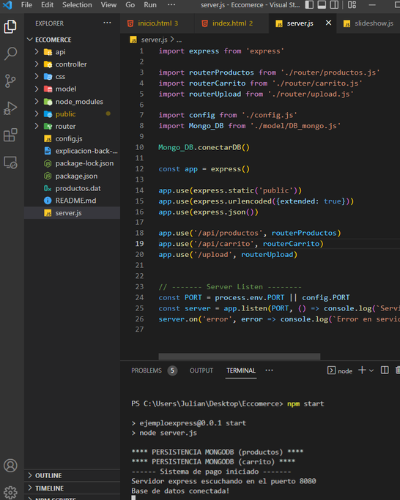 File Edit Selection View ··· server.js - Eccomerce - Visual St
EXPLORER ···
ECCOMERCE
api
controller
css
model
node_modules
public
router
config.js
explicacion-back-...
package-lock.json
package.json
productos.dat
README.md
server.js
OUTLINE
TIMELINE
inicio.html 3
index.html 2
server.js
slideshow.js
server.js > ...
1 import express from 'express'
2
3 import routerProductos from './router/productos.js'
4 import routerCarrito from './router/carrito.js'
5 import routerUpload from './router/upload.js'
6
7 import config from './config.js'
8 import Mongo_DB from './model/DB_mongo.js'
9
10 Mongo_DB.conectarDB()
11
12 const app = express()
13
14 app.use(express.static('public'))
15 app.use(express.urlencoded({extended: true}))
16 app.use(express.json())
17
18 app.use('/api/productos', routerProductos)
19 app.use('/api/carrito', routerCarrito)
20 app.use('/upload', routerUpload)
21
22
23 // ------- Server Listen --------
24 const PORT = process.env.PORT || config.PORT
25 const server = app.listen(PORT, () => console.log(`Servi
26 server.on('error', error => console.log(`Error en servic
27
PROBLEMS 5 OUTPUT TERMINAL ··· node
PS C:\Users\Julian\Desktop\Eccomerce> npm start
> ejemploexpress@0.0.1 start
> node server.js
**** PERSISTENCIA MONGODB (productos) ****
**** PERSISTENCIA MONGODB (carrito) ****
------ Sistema de pago iniciado -------
Servidor express escuchando en el puerto 8080
Base de datos conectada!